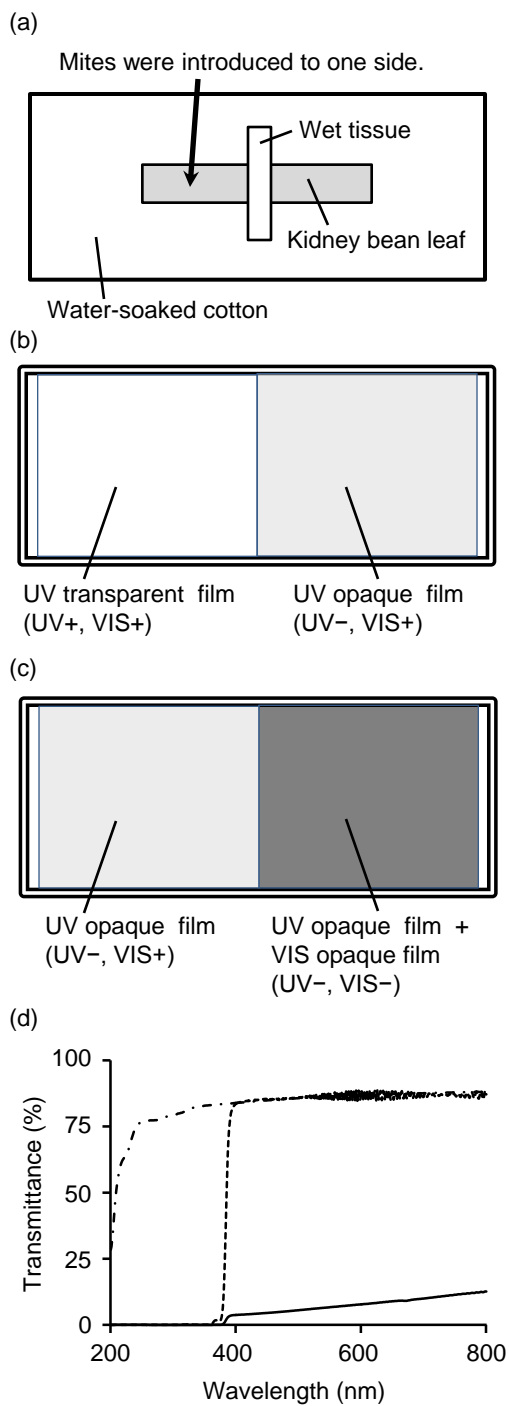 (a)
Mites were introduced to one side.
Wet tissue
Kidney bean leaf
Water-soaked cotton
(b)
UV transparent film
(UV+, VIS+)
UV opaque film
(UV−, VIS+)
(c)
UV opaque film
(UV−, VIS+)
UV opaque film +
VIS opaque film
(UV−, VIS−)
(d)
Transmittance (%)
100
75
50
25
0
200
400
600
800
Wavelength (nm)